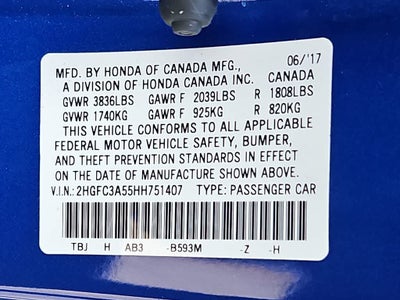 MFD. BY HONDA OF CANADA MFG., 06/'17
A DIVISION OF HONDA CANADA INC. CANADA
GVWR 3836LBS GAWR F 2039LBS R 1808LBS
GVWR 1740KG GAWR F 925KG R 820KG
THIS VEHICLE CONFORMS TO ALL APPLICABLE
FEDERAL MOTOR VEHICLE SAFETY, BUMPER,
AND THEFT PREVENTION STANDARDS IN EFFECT
ON THE DATE OF MANUFACTURE SHOWN ABOVE.
V.I.N.: 2HGFC3A55HH751407 TYPE: PASSENGER CAR
TBJ H AB3 -B593M -Z -H